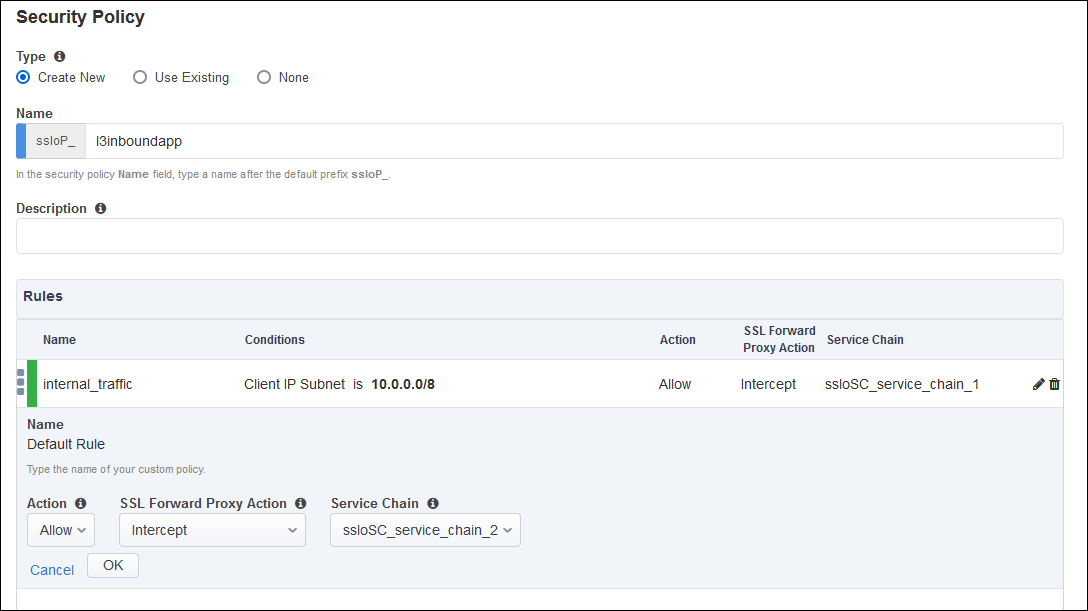 Security Policy
Type
Create New Use Existing None
Name
ssloP_ l3inboundapp
In the security policy Name field, type a name after the default prefix ssloP_.
Description
Rules
Name Conditions Action SSL Forward Proxy Action Service Chain
internal_traffic Client IP Subnet is 10.0.0.0/8 Allow Intercept ssloSC_service_chain_1
Name
Default Rule
Type the name of your custom policy.
Action SSL Forward Proxy Action Service Chain
Allow Intercept ssloSC_service_chain_2
Cancel OK